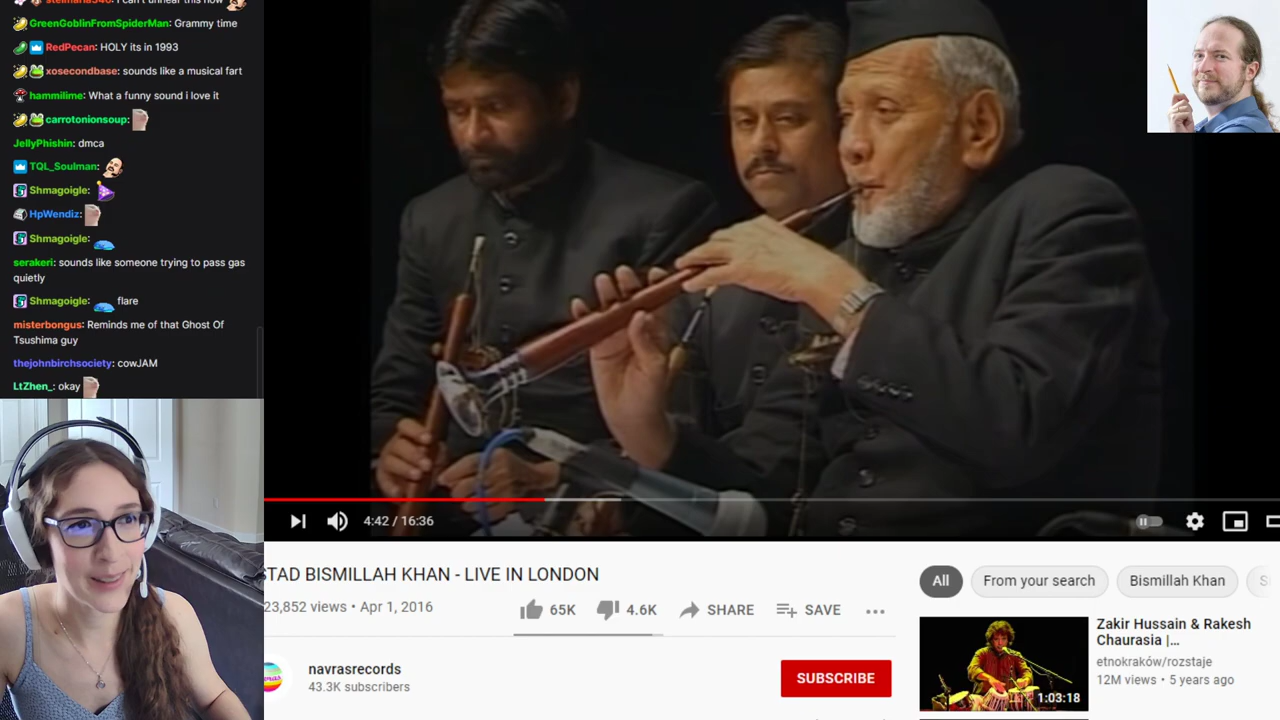 GreenGoblinFromSpiderMan: Grammy time
RedPecan: HOLY its in 1993
xosecondbase: sounds like a musical fart
hammilime: What a funny sound i love it
carrotonionsoup:
JellyPhishin: dmca
TQL_Soulman:
Shmagoigle:
HpWendiz:
Shmagoigle:
serakeri: sounds like someone trying to pass gas
quietly
Shmagoigle: flare
misterbongus: Reminds me of that Ghost Of
Tsushima guy
thejohnbirchsociety: cowJAM
LtZhen_: okay
4:42 / 16:36
STAD BISMILLAH KHAN - LIVE IN LONDON
23,852 views • Apr 1, 2016
65K
4.6K
SHARE
SAVE
navrasrecords
43.3K subscribers
SUBSCRIBE
All
From your search
Bismillah Khan
Zakir Hussain & Rakesh
Chaurasia |...
etnokraków/rozstaje
12M views • 5 years ago
1:03:18